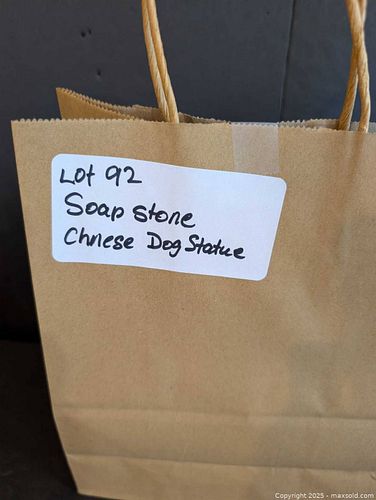 Lot 92
Soap stone
Chnese Dog Statue
Copyright 2025 - maxsold.com